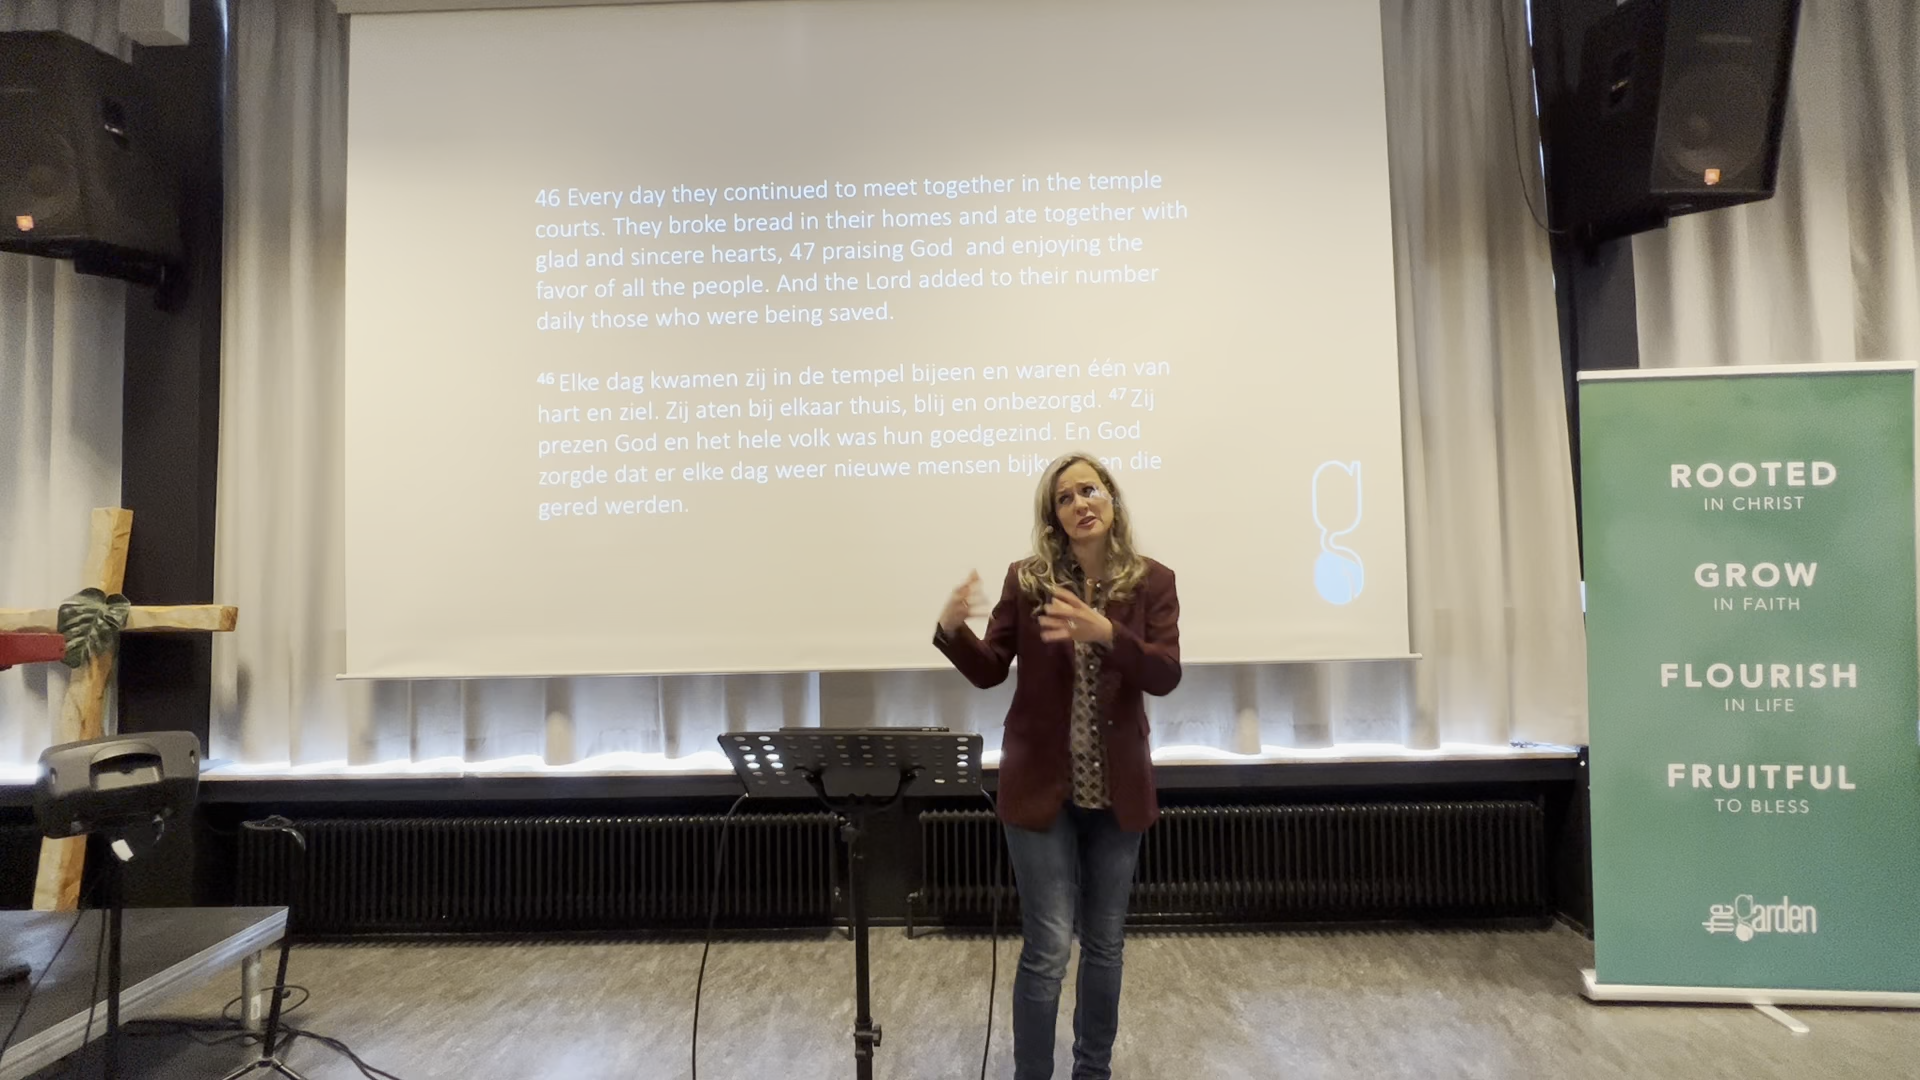 46 Every day they continued to meet together in the temple
courts. They broke bread in their homes and ate together with
glad and sincere hearts, 47 praising God  and enjoying the
favor of all the people. And the Lord added to their number
daily those who were being saved.
46 Elke dag kwamen zij in de tempel bijeen en waren één van
hart en ziel. Zij aten bij elkaar thuis, blij en onbezorgd. 47 Zij
prezen God en het hele volk was hun goedgezind. En God
zorgde dat er elke dag weer nieuwe mensen die
gered werden.
g
ROOTED
IN CHRIST
GROW
IN FAITH
FLOURISH
IN LIFE
FRUITFUL
TO BLESS
the garden